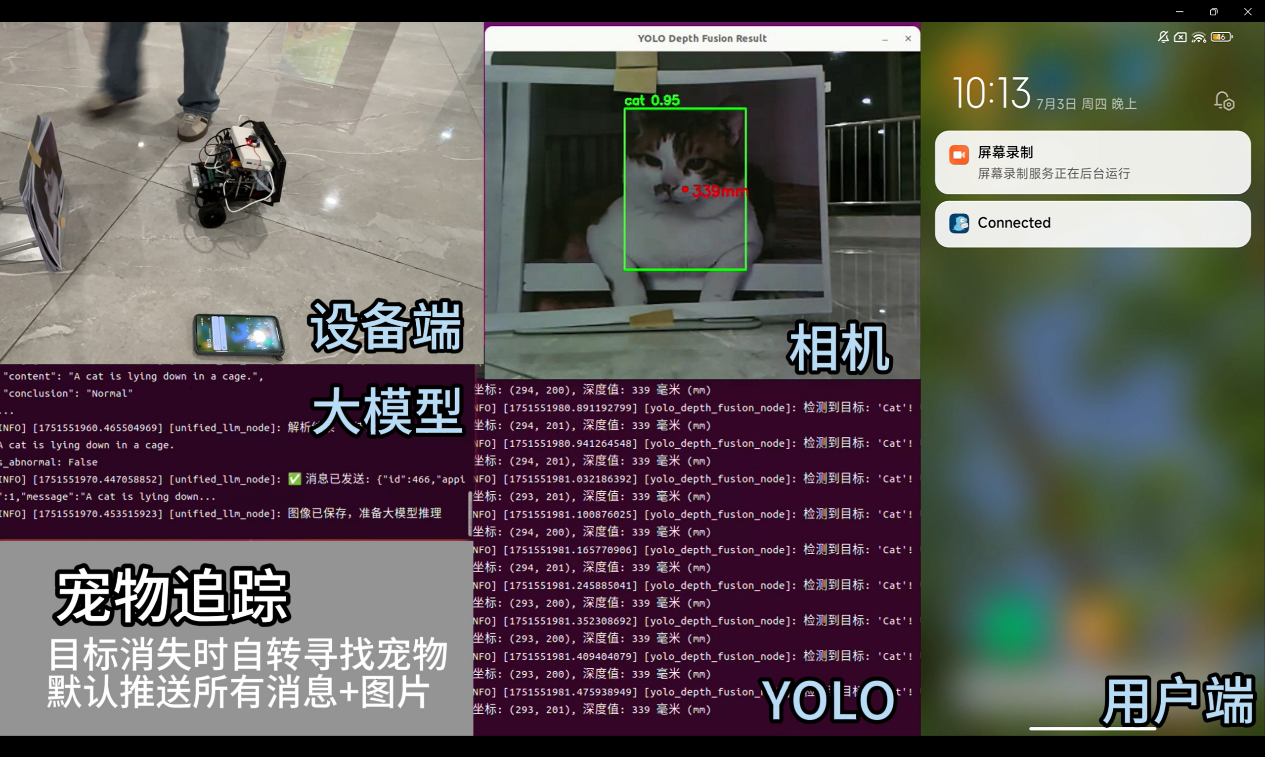 设备端
"content": "A cat is lying down in a cage.",
"conclusion": "Normal"
...
大模型
NFO] [1751551960.465504969] [unified_llm_node]: 解析
A cat is lying down in a cage.
s_abnormal: False
INFO] [1751551970.447058852] [unified_llm_node]: ✅ 消息已发送: {"id":466,"appi
":1,"message":"A cat is lying down...
INFO] [1751551970.453515923] [unified_llm_node]: 图像已保存，准备大模型推理
宠物追踪
目标消失时自转寻找宠物
默认推送所有消息+图片
YOLO Depth Fusion Result
cat 0.95
339mm
相机
坐标: (294, 200), 深度值: 339 毫米 (mm)
NFO] [1751551980.891192799] [yolo_depth_fusion_node]: 检测到目标: 'Cat'!
坐标: (294, 201), 深度值: 339 毫米 (mm)
NFO] [1751551980.941264548] [yolo_depth_fusion_node]: 检测到目标: 'Cat'!
坐标: (294, 201), 深度值: 339 毫米 (mm)
NFO] [1751551981.032186392] [yolo_depth_fusion_node]: 检测到目标: 'Cat'!
坐标: (293, 201), 深度值: 339 毫米 (mm)
NFO] [1751551981.100876025] [yolo_depth_fusion_node]: 检测到目标: 'Cat'!
坐标: (294, 200), 深度值: 339 毫米 (mm)
NFO] [1751551981.165770906] [yolo_depth_fusion_node]: 检测到目标: 'Cat'!
坐标: (294, 201), 深度值: 339 毫米 (mm)
NFO] [1751551981.245885041] [yolo_depth_fusion_node]: 检测到目标: 'Cat'!
坐标: (293, 200), 深度值: 339 毫米 (mm)
NFO] [1751551981.352308692] [yolo_depth_fusion_node]: 检测到目标: 'Cat'!
坐标: (293, 200), 深度值: 339 毫米 (mm)
NFO] [1751551981.409404079] [yolo_depth_fusion_node]: 检测到目标: 'Cat'!
坐标: (293, 200), 深度值: 339 毫米 (mm)
NFO] [1751551981.475938949] [yolo_depth_fusion_n 目标: 'Cat'!
坐标: (293, 201), 深度值: 339 毫米 (mm)
YOLO
10:13 7月3日 周四 晚上
屏幕录制
屏幕录制服务正在后台运行
Connected
用户端